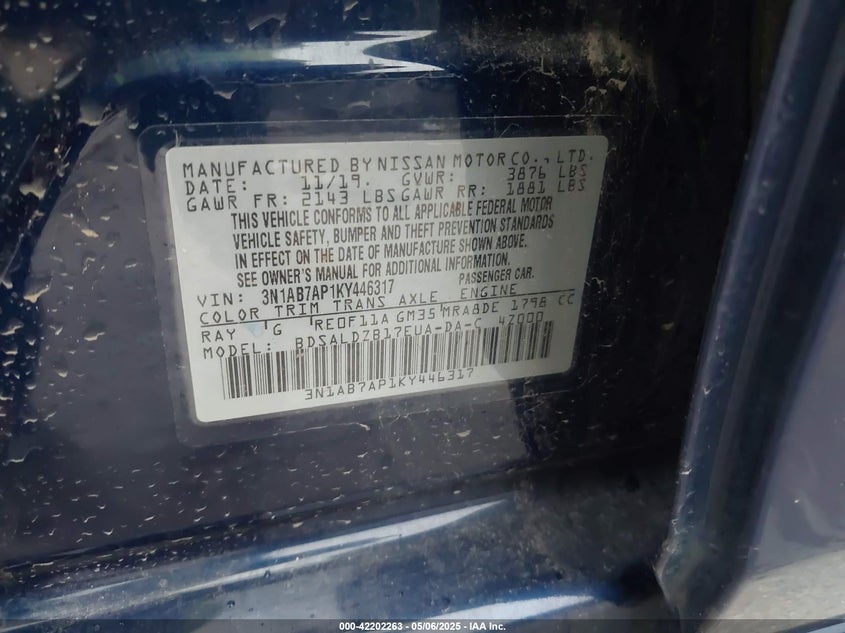 MANUFACTURED BY NISSAN MOTOR CO., LTD.
DATE: 11/19. GVWR: 3876 LBS
GAWR FR: 2143 LBS GAWR RR: 1881 LBS
THIS VEHICLE CONFORMS TO ALL APPLICABLE FEDERAL MOTOR
VEHICLE SAFETY, BUMPER AND THEFT PREVENTION STANDARDS
IN EFFECT ON THE DATE OF MANUFACTURE SHOWN ABOVE.
SEE OWNER'S MANUAL FOR ADDITIONAL INFORMATION.
VIN: 3N1AB7AP1KY446317 PASSENGER CAR.
COLOR TRIM TRANS AXLE ENGINE
RAY G RE0F11A GM35 MRA8DE 1798 CC
MODEL: BDSALDZB17EUA-DA-C 47000
3N1AB7AP1KY446317
000-42202263 - 05/06/2025 - IAA Inc.